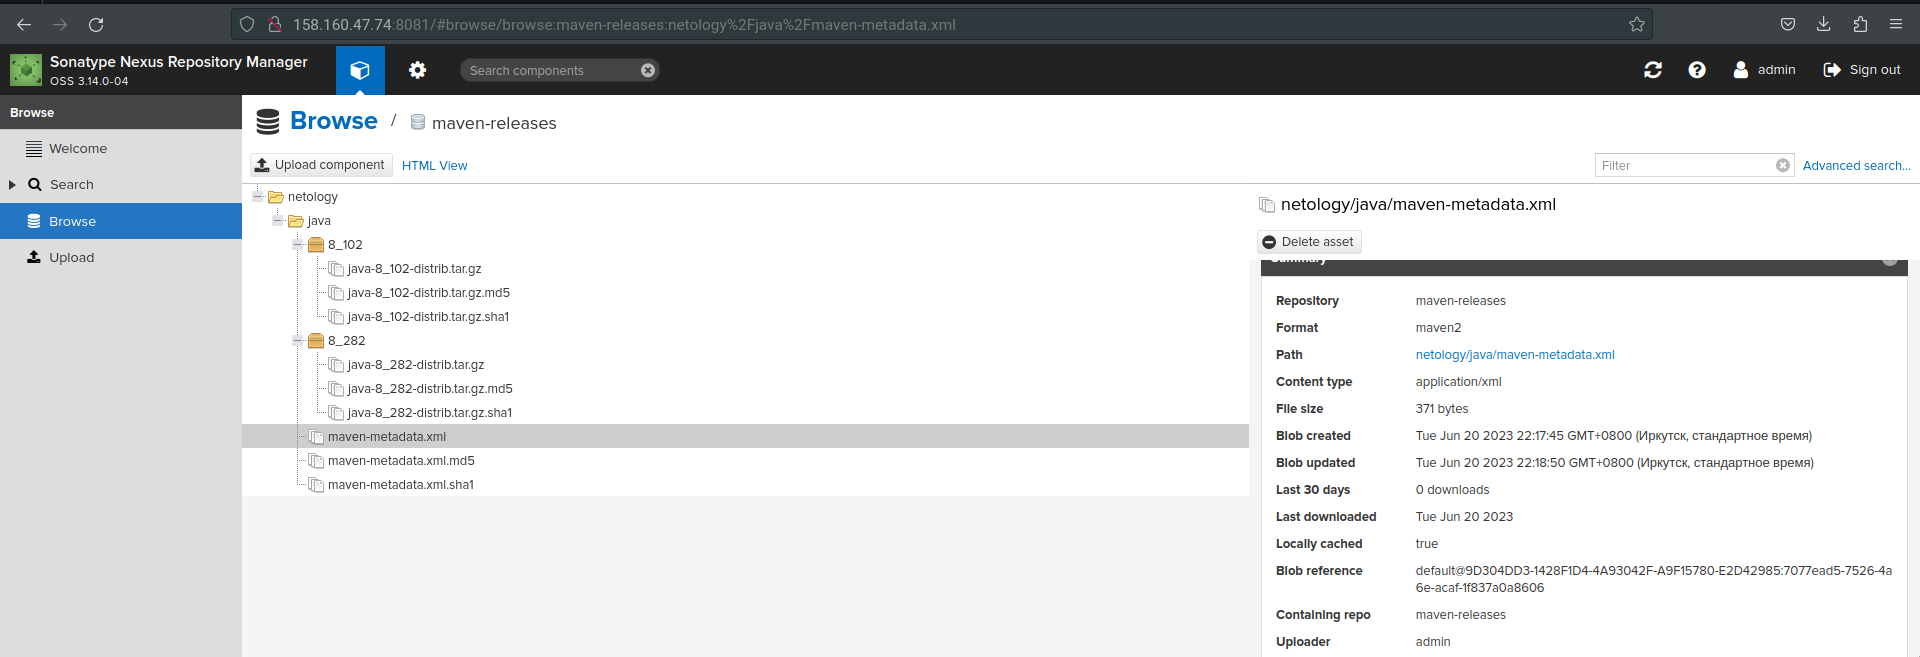 158.160.47.74:8081/#browse/browse:maven-releases:netology%2Fjava%2Fmaven-metadata.xml
Sonatype Nexus Repository Manager
OSS 3.14.0-04
Search components
admin
Sign out
Browse
Welcome
Search
Browse
Upload
Browse / maven-releases
Upload component
HTML View
Filter
Advanced search...
netology
java
8_102
java-8_102-distrib.tar.gz
java-8_102-distrib.tar.gz.md5
java-8_102-distrib.tar.gz.sha1
8_282
java-8_282-distrib.tar.gz
java-8_282-distrib.tar.gz.md5
java-8_282-distrib.tar.gz.sha1
maven-metadata.xml
maven-metadata.xml.md5
maven-metadata.xml.sha1
netology/java/maven-metadata.xml
Delete asset
Summary
Repository maven-releases
Format maven2
Path netology/java/maven-metadata.xml
Content type application/xml
File size 371 bytes
Blob created Tue Jun 20 2023 22:17:45 GMT+0800 (Иркутск, стандартное время)
Blob updated Tue Jun 20 2023 22:18:50 GMT+0800 (Иркутск, стандартное время)
Last 30 days 0 downloads
Last downloaded Tue Jun 20 2023
Locally cached true
Blob reference default@9D304DD3-1428F1D4-4A93042F-A9F15780-E2D42985:7077ead5-7526-4a
6e-acaf-1f837a0a8606
Containing repo maven-releases
Uploader admin